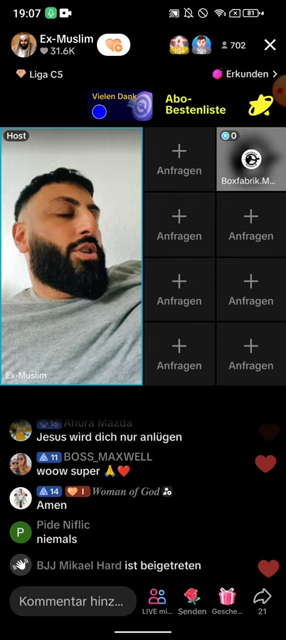 19:07
81
Ex-Muslim
31.6K
702
Liga C5
Erkunden
Vielen Dank
Abo-
Bestenliste
Host
Anfragen
0
Boxfabrik.M...
Anfragen
Anfragen
Anfragen
Anfragen
Anfragen
Anfragen
Ex-Muslim
16 Ahura Mazda
Jesus wird dich nur anlügen
11 BOSS_MAXWELL
woow super 🙏❤️
14 I Woman of God
Amen
P Pide Niflic
niemals
BJJ Mikael Hard ist beigetreten
Kommentar hinz...
LIVE mi...
Senden
Gesche...
21